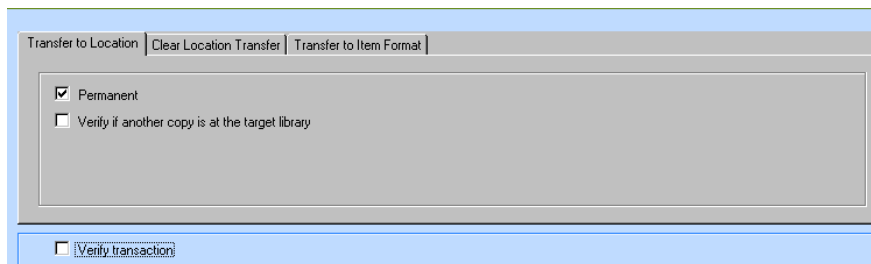 Transfer to Location Clear Location Transfer Transfer to Item Format
Permanent
Verify if another copy is at the target library
Verify transaction